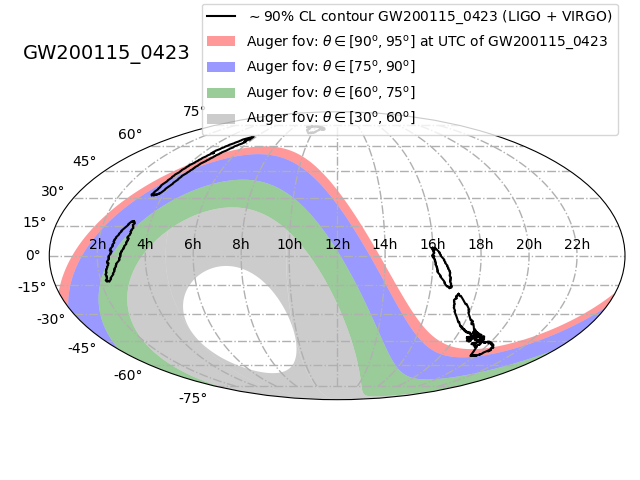 GW200115_0423
~ 90% CL contour GW200115_0423 (LIGO + VIRGO)
Auger fov: θ ∈ [90°, 95°] at UTC of GW200115_0423
Auger fov: θ ∈ [75°, 90°]
Auger fov: θ ∈ [60°, 75°]
Auger fov: θ ∈ [30°, 60°]
75°
60°
45°
30°
15°
2h 4h 6h 8h 10h 12h 14h 16h 18h 20h 22h
0°
-15°
-30°
-45°
-60°
-75°